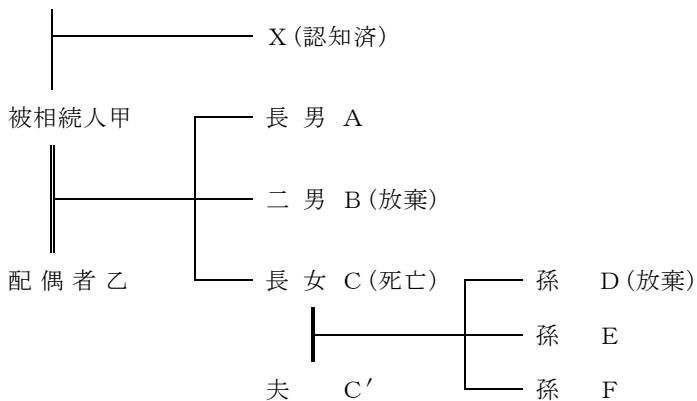 X(認知済)
被相続人甲
長男 A
二男 B(放棄)
配偶者乙
長女 C(死亡)
孫 D(放棄)
孫 E
夫 C′
孫 F